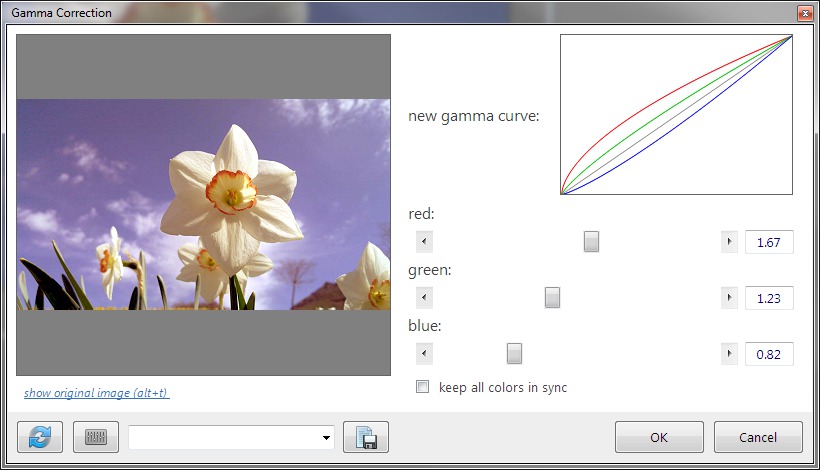 Gamma Correction
new gamma curve:
red:
1.67
green:
1.23
blue:
0.82
keep all colors in sync
show original image (alt+t)
OK
Cancel